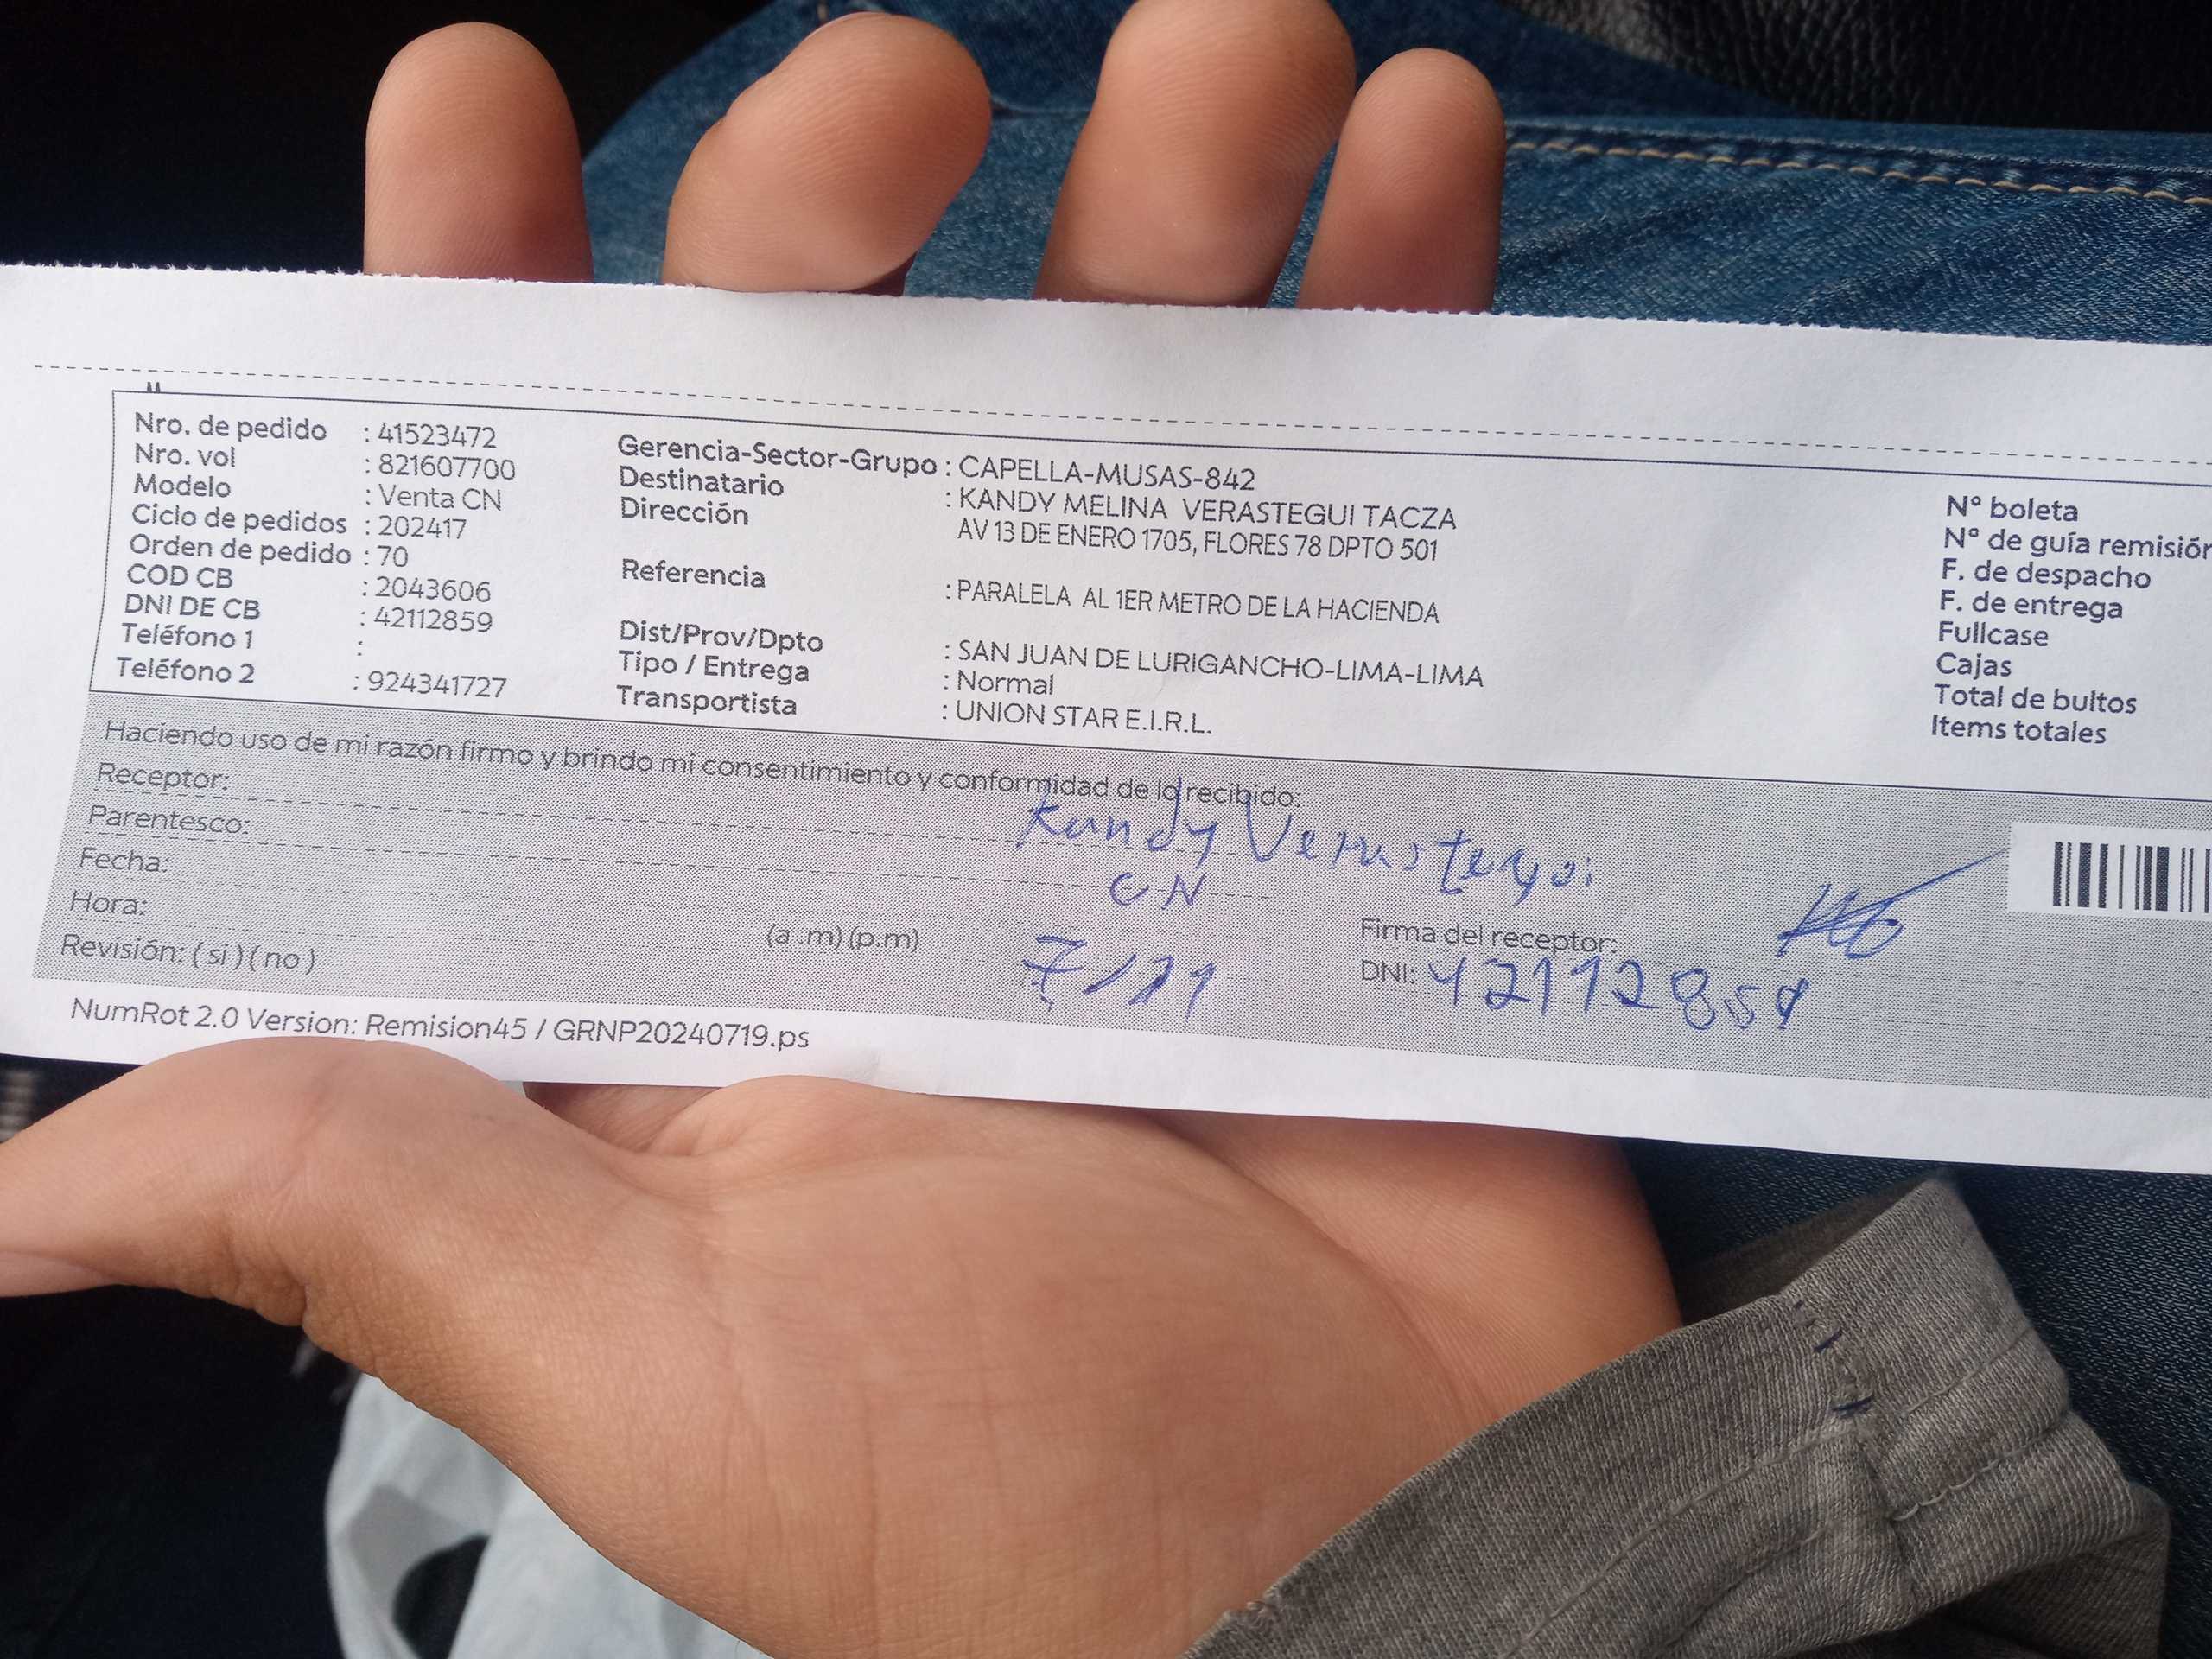 Nro. de pedido : 41523472
Nro. vol : 821607700
Modelo : Venta CN
Ciclo de pedidos : 202417
Orden de pedido : 70
COD CB : 2043606
DNI DE CB : 42112859
Teléfono 1 :
Teléfono 2 : 924341727
Gerencia-Sector-Grupo : CAPELLA-MUSAS-842
Destinatario : KANDY MELINA VERASTEGUI TACZA
Dirección AV 13 DE ENERO 1705, FLORES 78 DPTO 501
Referencia : PARALELA AL 1ER METRO DE LA HACIENDA
Dist/Prov/Dpto : SAN JUAN DE LURIGANCHO-LIMA-LIMA
Tipo / Entrega : Normal
Transportista : UNION STAR E.I.R.L.
N° boleta
N° de guía remisión
F. de despacho
F. de entrega
Fullcase
Cajas
Total de bultos
Items totales
Haciendo uso de mi razón firmo y brindo mi consentimiento y conformidad de lo recibido:
Receptor: Kandy Verastegui
Parentesco: CN
Fecha: 7/11
Hora: (a .m) (p.m)
Revisión: ( si ) ( no )
Firma del receptor:
DNI: 42112859
NumRot 2.0 Version: Remision45 / GRNP20240719.ps